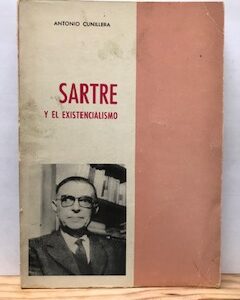 ANTONIO CUNILLERA
SARTRE
Y EL EXISTENCIALISMO